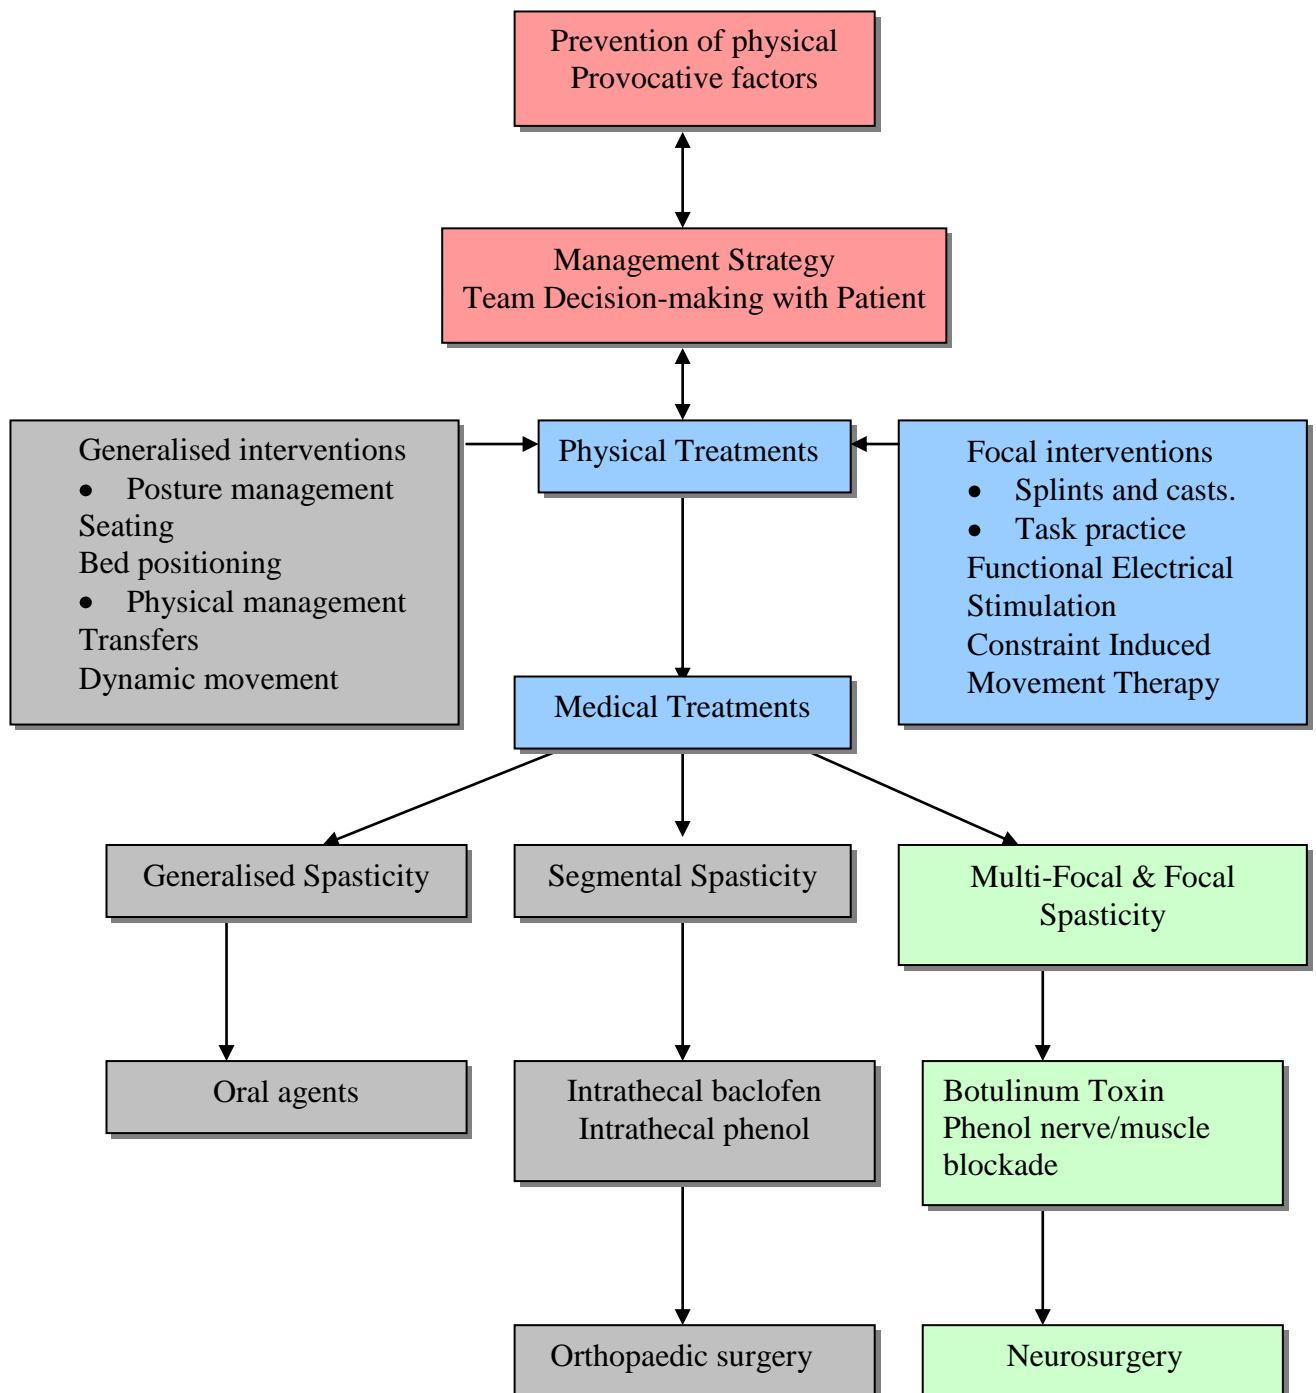 Prevention of physical
Provocative factors
Management Strategy
Team Decision-making with Patient
Generalised interventions
• Posture management
Seating
Bed positioning
• Physical management
Transfers
Dynamic movement
Physical Treatments
Focal interventions
• Splints and casts.
• Task practice
Functional Electrical
Stimulation
Constraint Induced
Movement Therapy
Medical Treatments
Generalised Spasticity
Segmental Spasticity
Multi-Focal & Focal
Spasticity
Oral agents
Intrathecal baclofen
Intrathecal phenol
Botulinum Toxin
Phenol nerve/muscle
blockade
Orthopaedic surgery
Neurosurgery